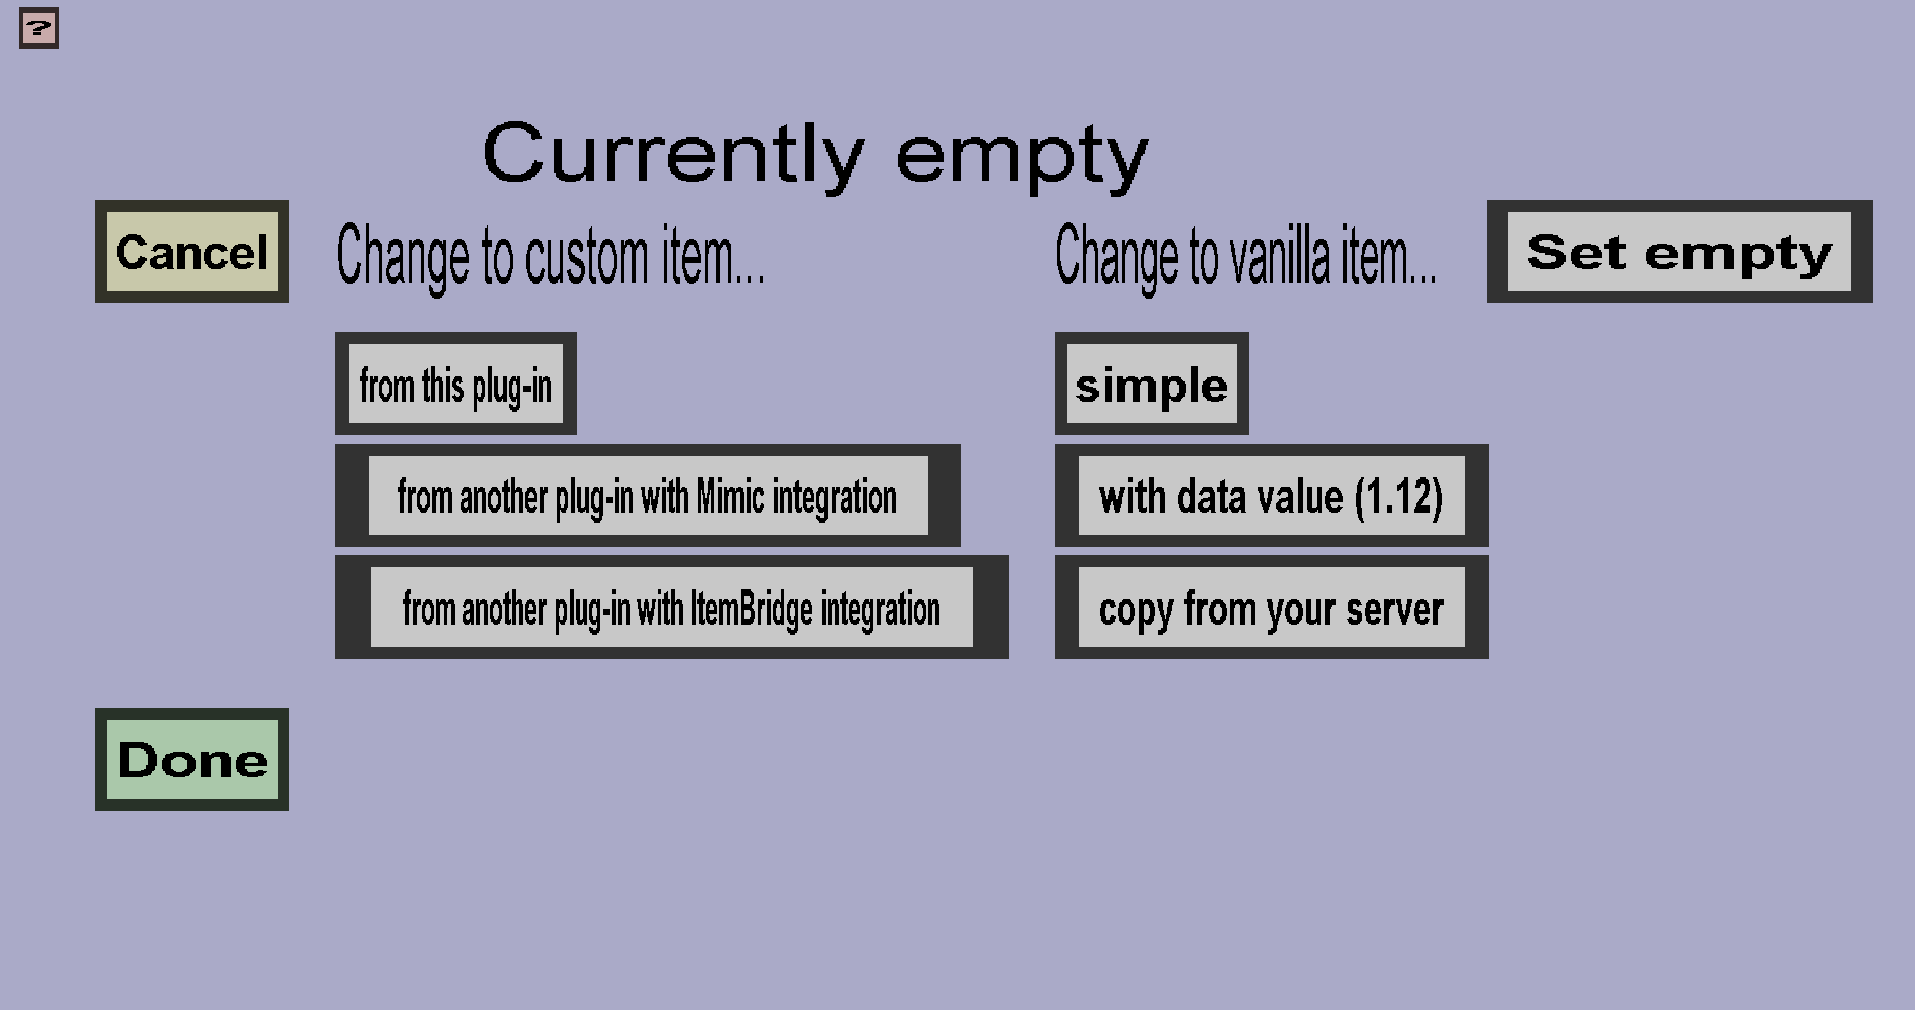 ?
Currently empty
Cancel
Change to custom item...
Change to vanilla item...
Set empty
from this plug-in
simple
from another plug-in with Mimic integration
with data value (1.12)
from another plug-in with ItemBridge integration
copy from your server
Done